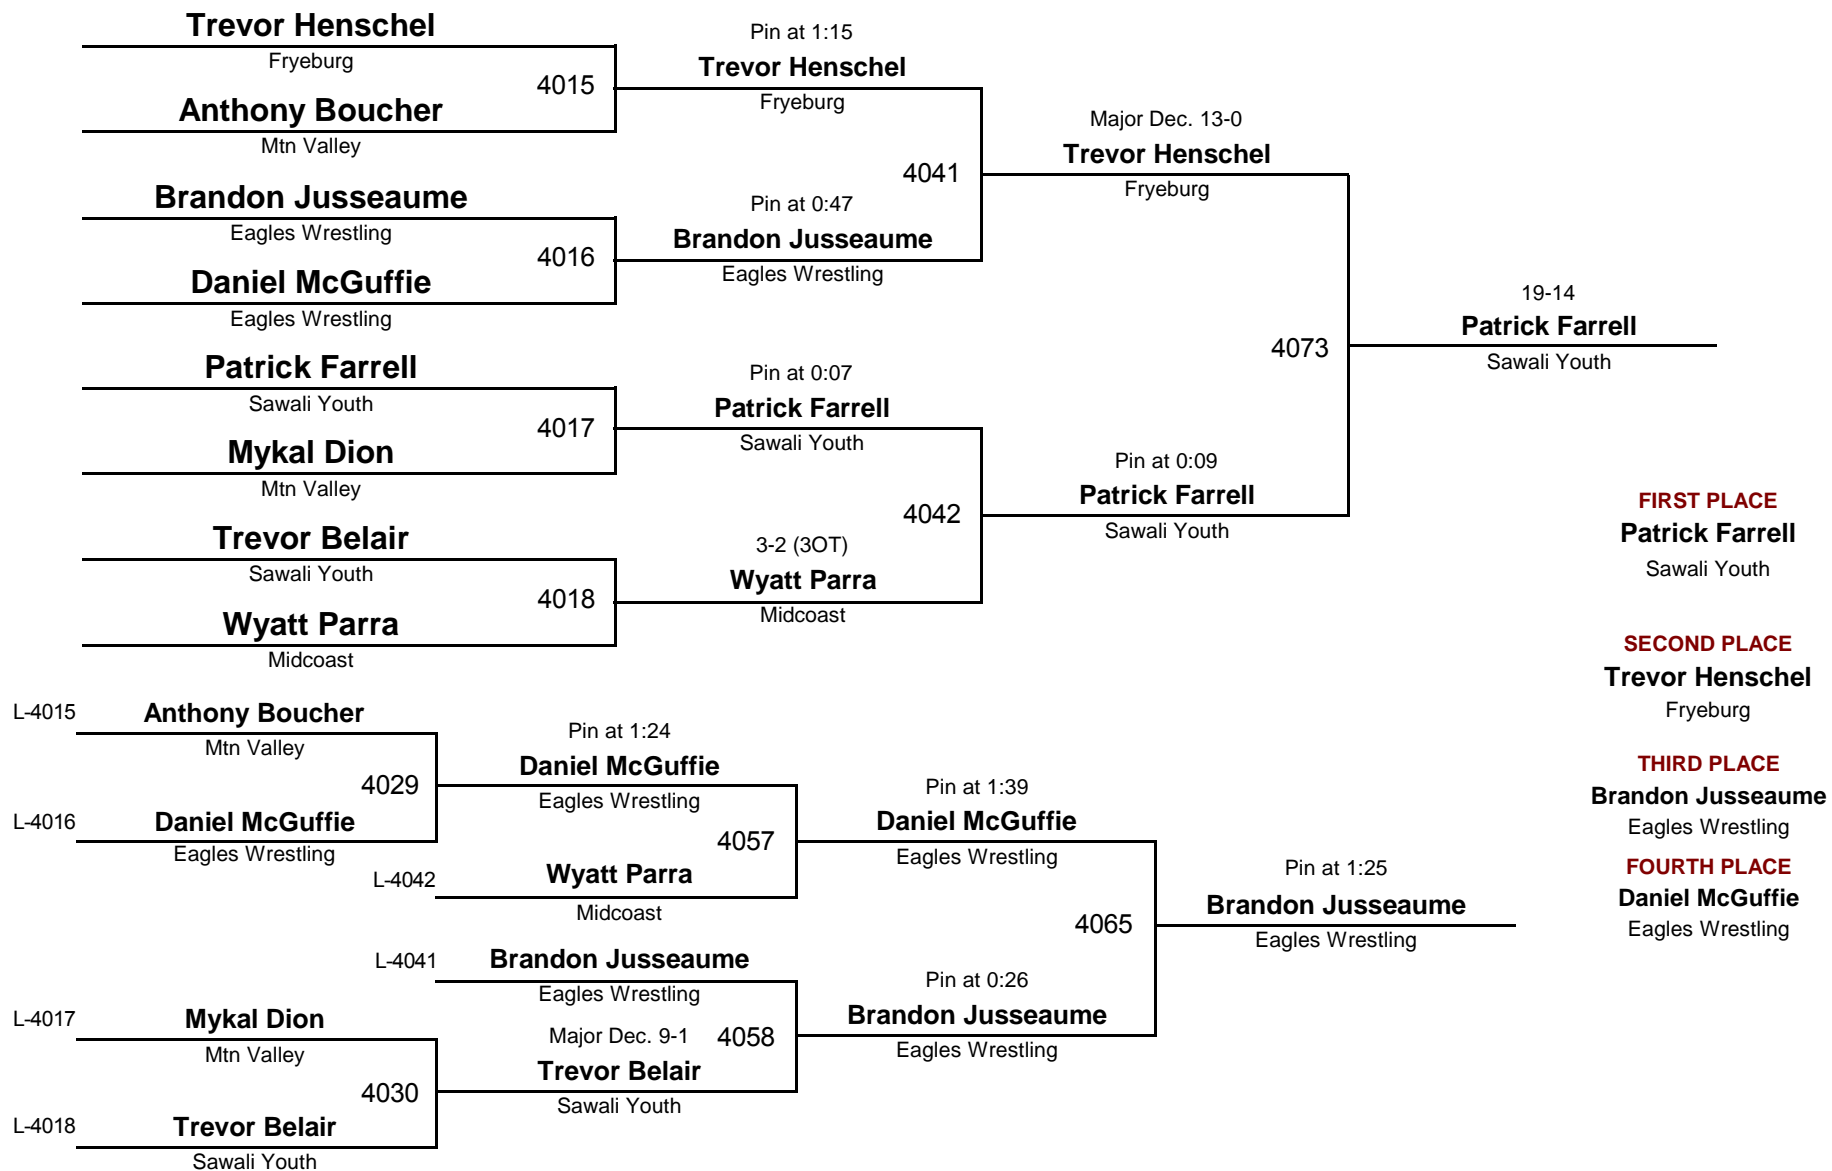 Trevor Henschel
Fryeburg
4015
Anthony Boucher
Mtn Valley
Brandon Jusseaume
Eagles Wrestling
4016
Daniel McGuffie
Eagles Wrestling
Patrick Farrell
Sawali Youth
4017
Mykal Dion
Mtn Valley
Trevor Belair
Sawali Youth
4018
Wyatt Parra
Midcoast
Pin at 1:15
Trevor Henschel
Fryeburg
4041
Pin at 0:47
Brandon Jusseaume
Eagles Wrestling
Pin at 0:07
Patrick Farrell
Sawali Youth
4042
3-2 (3OT)
Wyatt Parra
Midcoast
Major Dec. 13-0
Trevor Henschel
Fryeburg
4073
Pin at 0:09
Patrick Farrell
Sawali Youth
19-14
Patrick Farrell
Sawali Youth
FIRST PLACE
Patrick Farrell
Sawali Youth
SECOND PLACE
Trevor Henschel
Fryeburg
THIRD PLACE
Brandon Jusseaume
Eagles Wrestling
FOURTH PLACE
Daniel McGuffie
Eagles Wrestling
L-4015
Anthony Boucher
Mtn Valley
4029
L-4016
Daniel McGuffie
Eagles Wrestling
Pin at 1:24
Daniel McGuffie
Eagles Wrestling
4057
L-4042
Wyatt Parra
Midcoast
L-4041
Brandon Jusseaume
Eagles Wrestling
4058
L-4017
Mykal Dion
Mtn Valley
4030
L-4018
Trevor Belair
Sawali Youth
Major Dec. 9-1
Trevor Belair
Sawali Youth
Pin at 1:39
Daniel McGuffie
Eagles Wrestling
4065
Pin at 0:26
Brandon Jusseaume
Eagles Wrestling
Pin at 1:25
Brandon Jusseaume
Eagles Wrestling